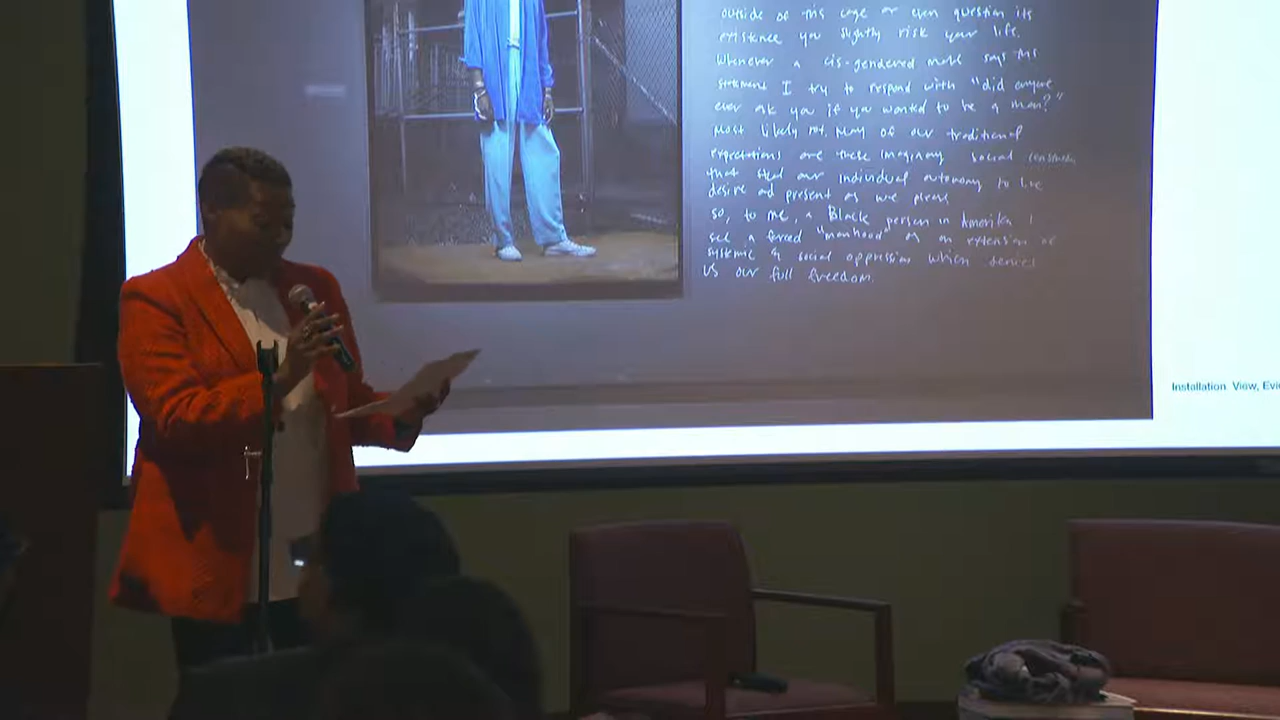 outside of this cage or even question its
existence you slightly risk your life.
Whenever a cis-gendered male says this
statement I try to respond with "did anyone
ever ask you if you wanted to be a man?"
Most likely not. Many of our traditional
expectations are these imaginary social constructs
that steal our individual autonomy to live
desire and present as we please
so, to me, a Black person in Amerika I
see a forced "manhood" as an extension of
systemic & social oppression which denies
us our full freedom.
Installation View, Evi